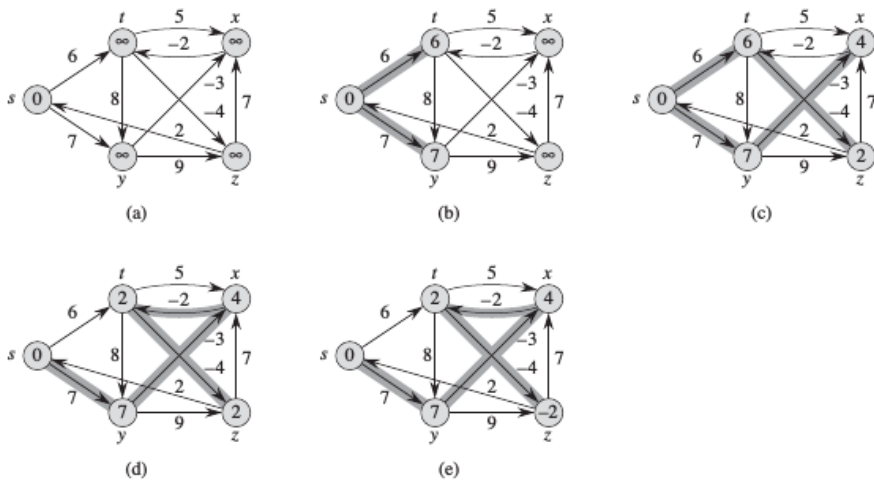 t 5 x
∞ –2 ∞
6
–3
s 0 8 –4 7
7 2
∞ 9 ∞
y z
(a)
t 5 x
6 –2 ∞
6
–3
s 0 8 –4 7
7 2
7 9 ∞
y z
(b)
t 5 x
6 –2 4
6
–3
s 0 8 –4 7
7 2
7 9 2
y z
(c)
t 5 x
2 –2 4
6
–3
s 0 8 –4 7
7 2
7 9 2
y z
(d)
t 5 x
2 –2 4
6
–3
s 0 8 –4 7
7 2
7 9 –2
y z
(e)